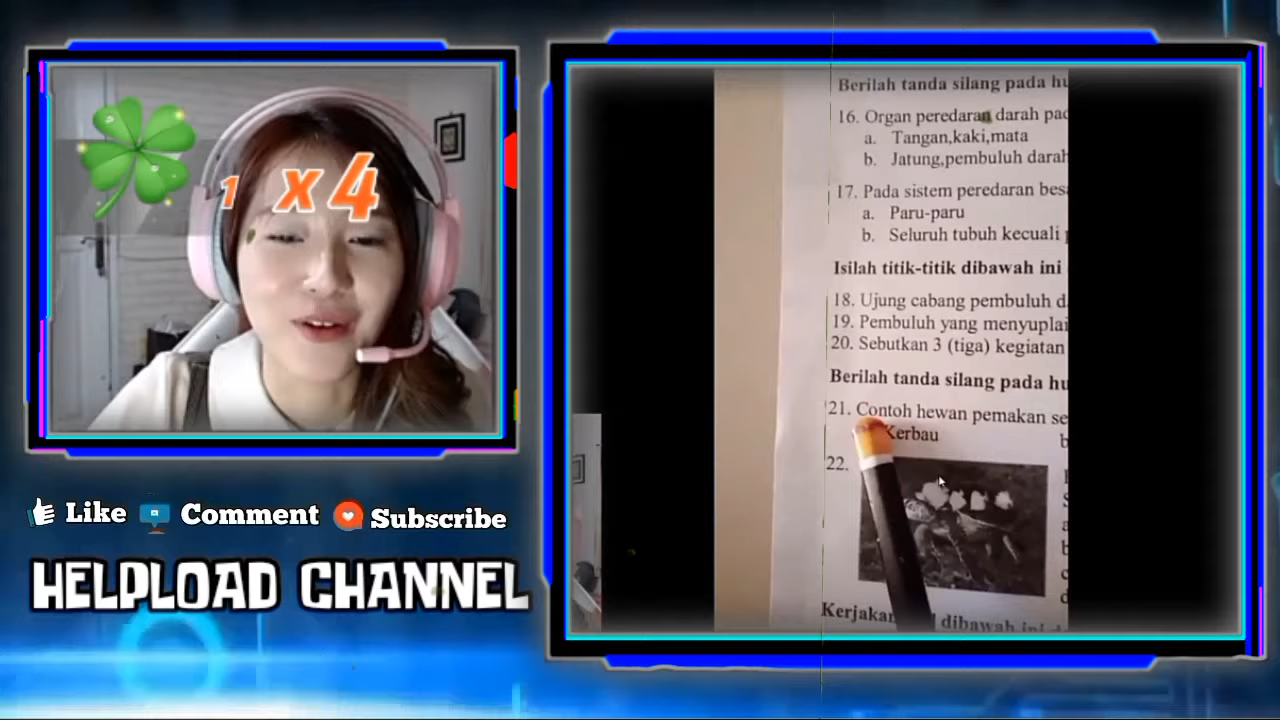 1 x 4
Like Comment Subscribe
HELPLOAD CHANNEL
Berilah tanda silang pada hu
16. Organ peredaran darah pad
a. Tangan,kaki,mata
b. Jatung,pembuluh darah
17. Pada sistem peredaran besa
a. Paru-paru
b. Seluruh tubuh kecuali p
Isilah titik-titik dibawah ini
18. Ujung cabang pembuluh d
19. Pembuluh yang menyuplai
20. Sebutkan 3 (tiga) kegiatan
Berilah tanda silang pada hu
21. Contoh hewan pemakan se
Kerbau b
22.
dibawah ini